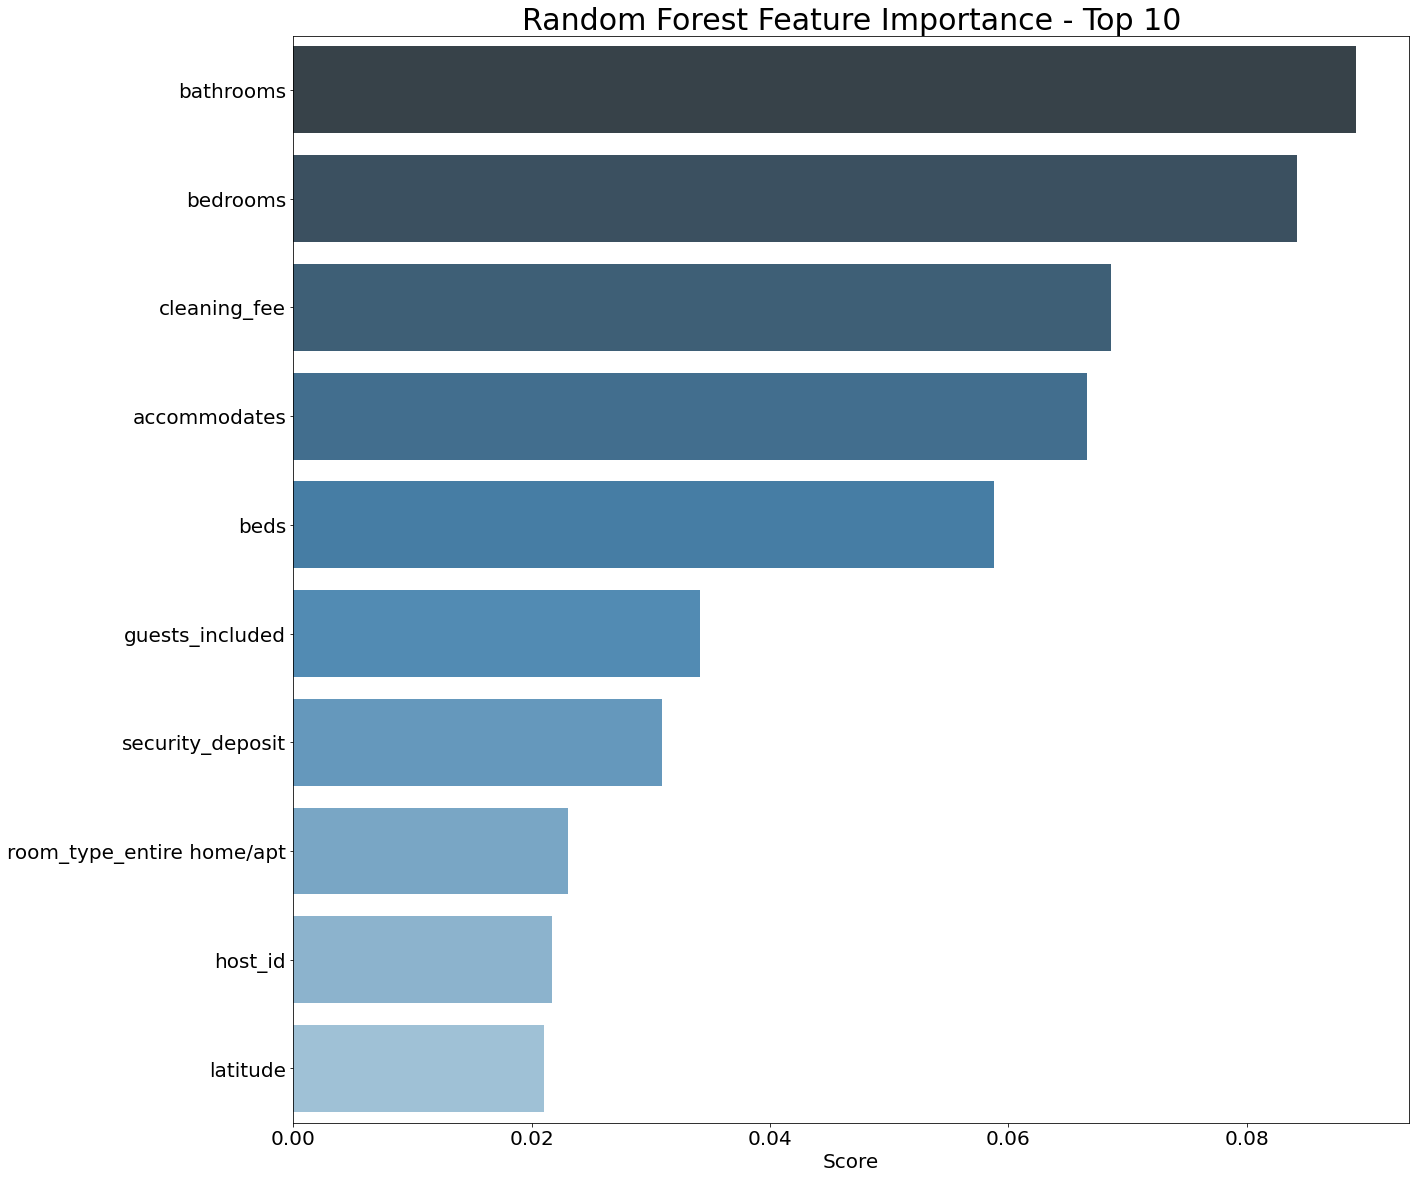 Random Forest Feature Importance - Top 10
bathrooms
bedrooms
cleaning_fee
accommodates
beds
guests_included
security_deposit
room_type_entire home/apt
host_id
latitude
0.00 0.02 0.04 0.06 0.08
Score